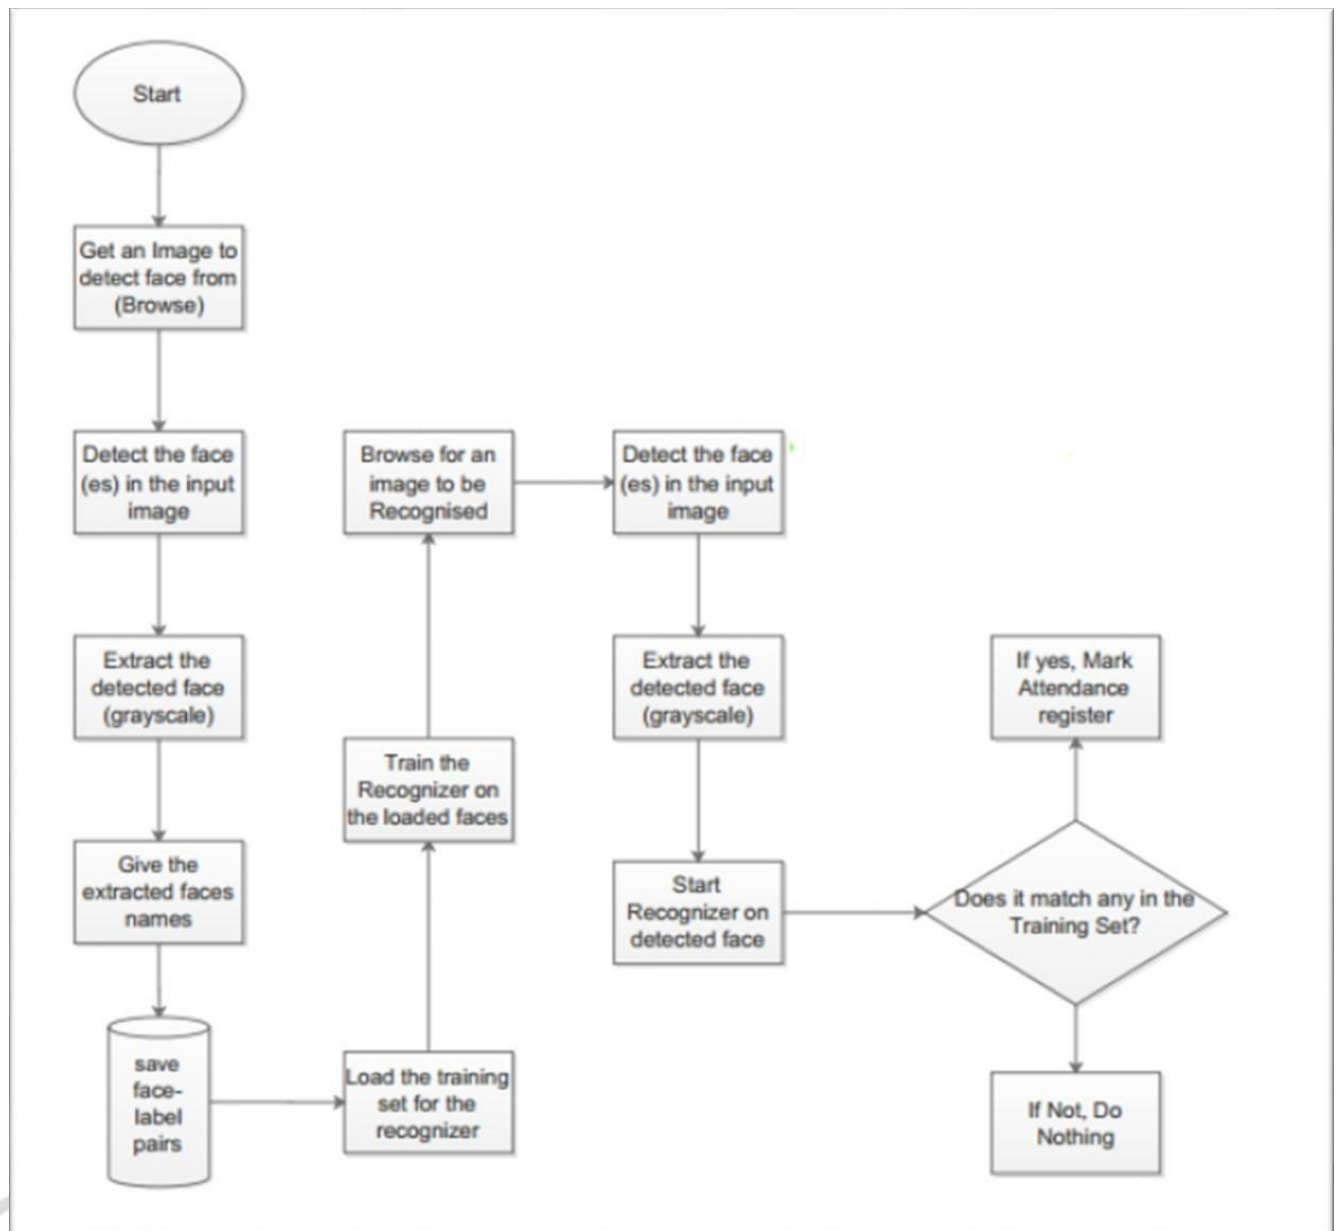 Start
Get an Image to
detect face from
(Browse)
Detect the face
(es) in the input
image
Extract the
detected face
(grayscale)
Give the
extracted faces
names
save
face-
label
pairs
Load the training
set for the
recognizer
Train the
Recognizer on
the loaded faces
Browse for an
image to be
Recognised
Detect the face
(es) in the input
image
Extract the
detected face
(grayscale)
Start
Recognizer on
detected face
Does it match any in the
Training Set?
If yes, Mark
Attendance
register
If Not, Do
Nothing